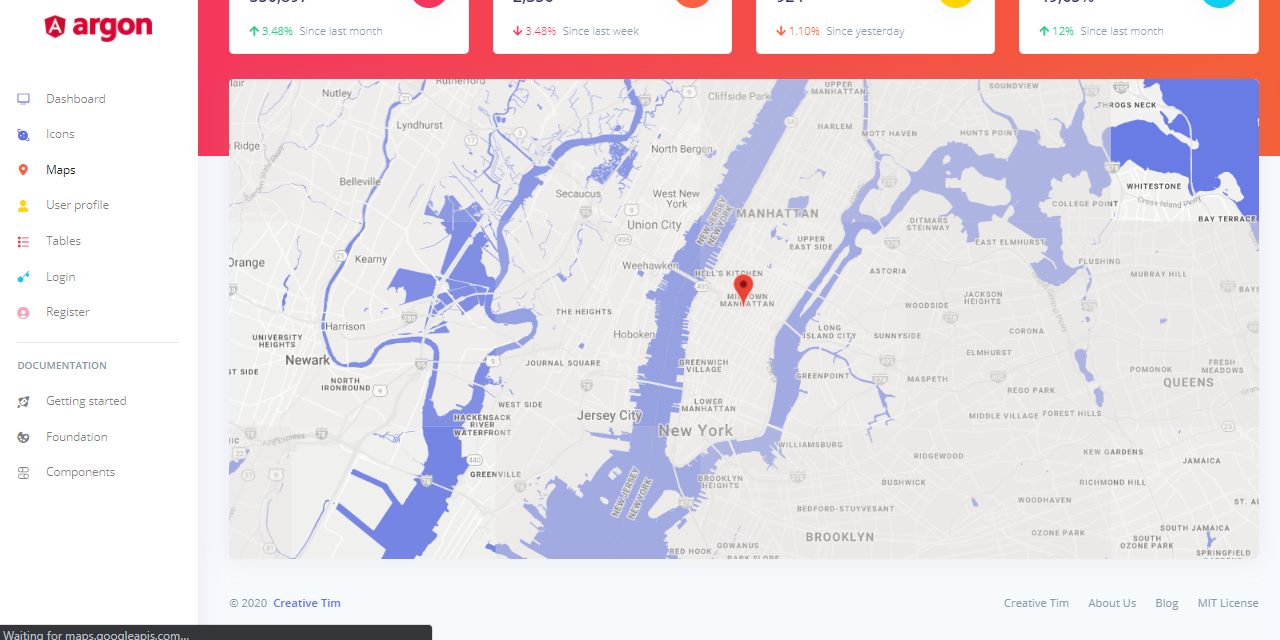 argon
Dashboard
Icons
Maps
User profile
Tables
Login
Register
DOCUMENTATION
Getting started
Foundation
Components
3.48% Since last month
3.48% Since last week
1.10% Since yesterday
12% Since last month
Rutherford
Nutley
Lyndhurst
Ridge
Belleville
Cliffside Park
UPPER
MANHATTAN
SOUNDVIEW
THROGS NECK
HARLEM
MOTT HAVEN
HUNTS POINT
North Bergen
Secaucus
West New
York
Union City
NEW JERSEY
NEW YORK
MANHATTAN
WHITESTONE
Cross Island Pkwy
COLLEGE POINT
BAY TERRACE
DITMARS
STEINWAY
UPPER
EAST SIDE
EAST ELMHURST
Orange
Kearny
Weehawken
HELL'S KITCHEN
ASTORIA
FLUSHING
MURRAY HILL
MIDTOWN
MANHATTAN
JACKSON
HEIGHTS
WOODSIDE
BAYS
THE HEIGHTS
Harrison
UNIVERSITY
HEIGHTS
Hoboken
LONG
ISLAND CITY
SUNNYSIDE
CORONA
Newark
JOURNAL SQUARE
GREENWICH
VILLAGE
ELMHURST
FRESH
MEADOWS
ST SIDE
NORTH
IRONBOUND
GREENPOINT
MASPETH
REGO PARK
POMONOK
QUEENS
WEST SIDE
LOWER
MANHATTAN
Jersey City
HACKENSACK
RIVER
WATERFRONT
MIDDLE VILLAGE
FOREST HILLS
New York
WILLIAMSBURG
RIDGEWOOD
KEW GARDENS
JAMAICA
GREENVILLE
BROOKLYN
HEIGHTS
BUSHWICK
RICHMOND HILL
NEW JERSEY
NEW YORK
WOODHAVEN
ST. AL
BEDFORD-STUYVESANT
BROOKLYN
OZONE PARK
SOUTH JAMAICA
SOUTH
OZONE PARK
RED HOOK
GOWANUS
PARK SLOPE
SPRINGFIELD
© 2020 Creative Tim
Creative Tim About Us Blog MIT License
Waiting for maps.googleapis.com...